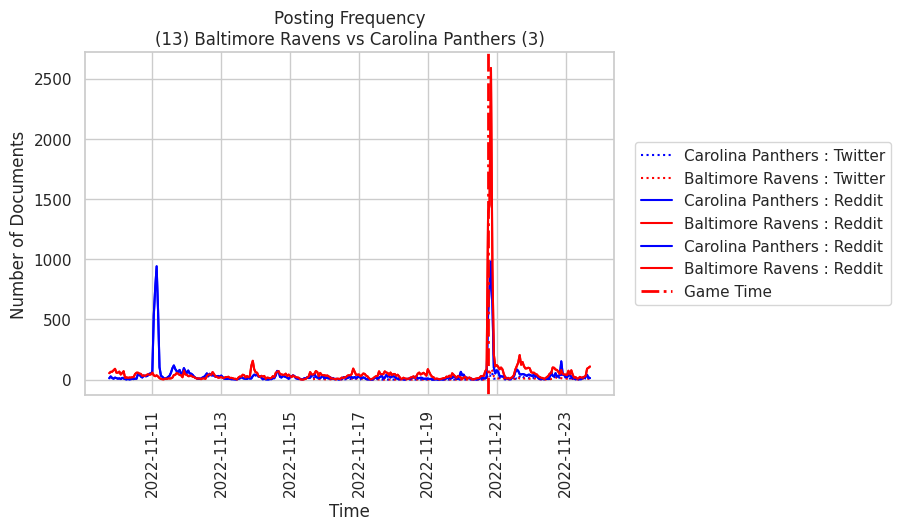 Posting Frequency
(13) Baltimore Ravens vs Carolina Panthers (3)
Number of Documents
2500
2000
1500
1000
500
0
2022-11-11
2022-11-13
2022-11-15
2022-11-17
2022-11-19
2022-11-21
2022-11-23
Time
Carolina Panthers : Twitter
Baltimore Ravens : Twitter
Carolina Panthers : Reddit
Baltimore Ravens : Reddit
Carolina Panthers : Reddit
Baltimore Ravens : Reddit
Game Time